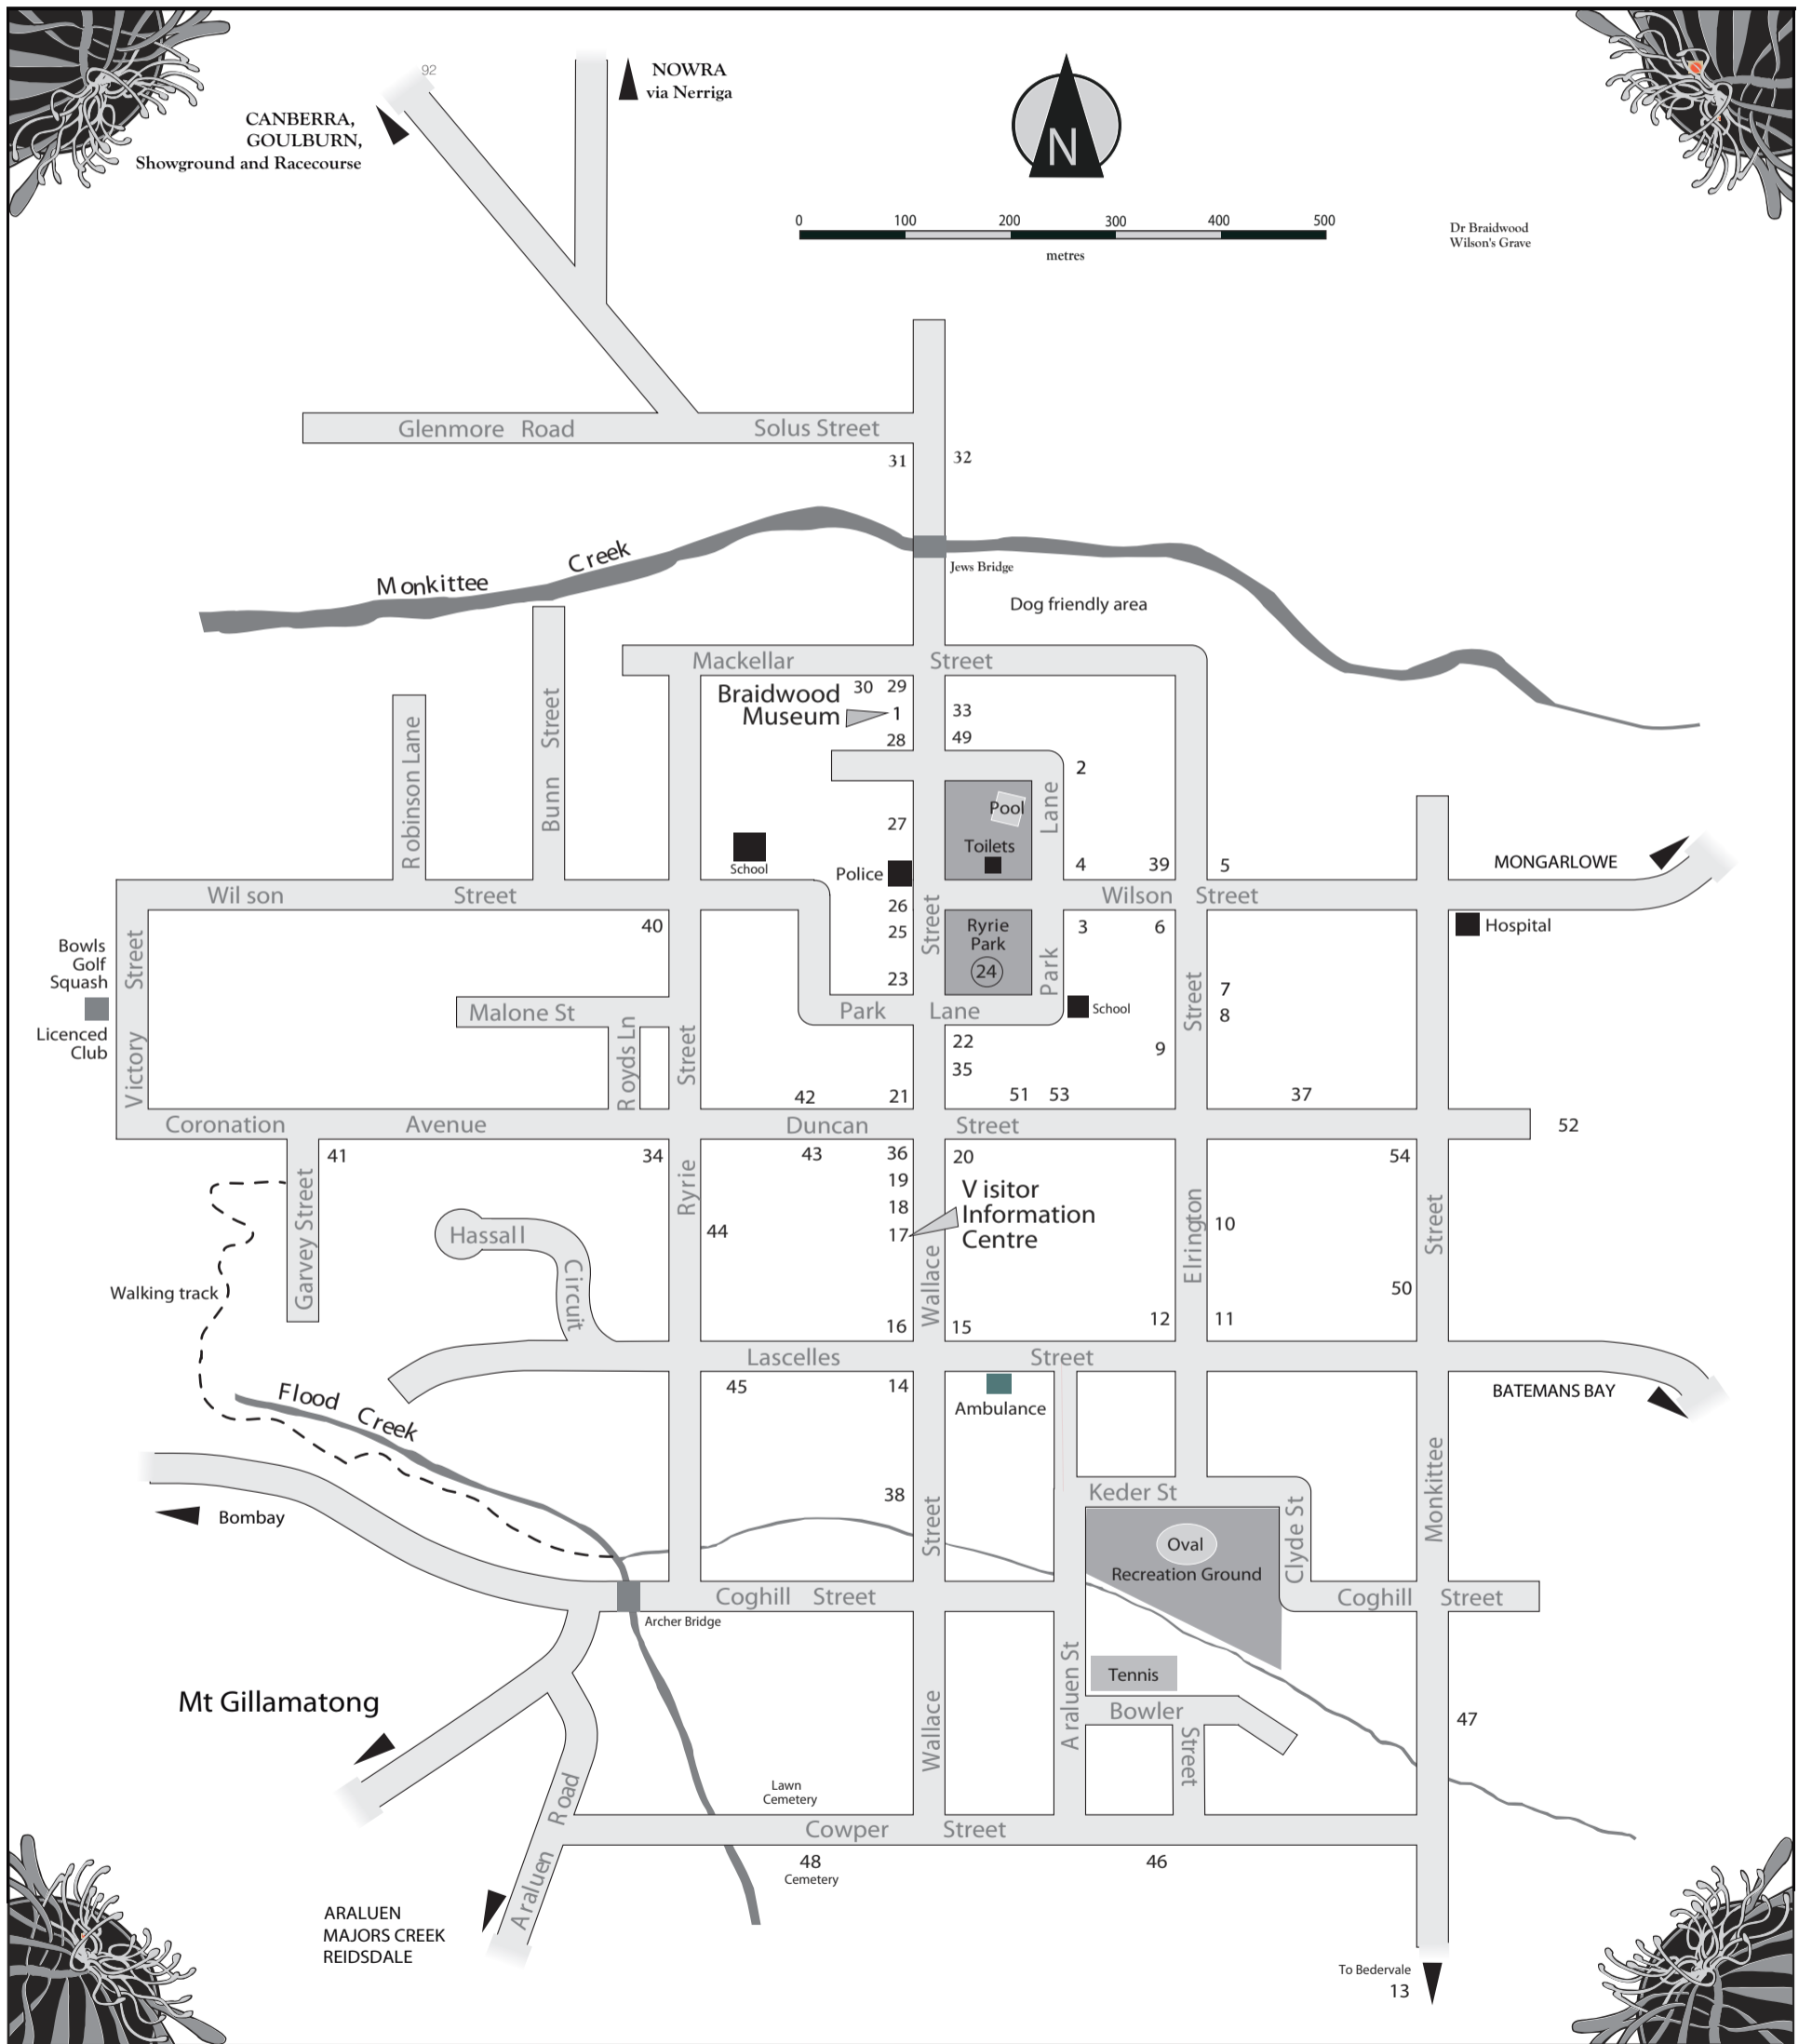 92
NOWRA
via Nerriga
CANBERRA,
GOULBURN,
Showground and Racecourse
N
0 100 200 300 400 500
metres
Dr Braidwood
Wilson's Grave
Glenmore Road
Solus Street
31
32
Monkittee Creek
Jews Bridge
Dog friendly area
Mackellar Street
Braidwood
Museum
30 29
1
28
33
49
2
Robinson Lane
Bunn Street
27
Pool
Toilets
Lane
School
Police
4
39
5
MONGARLOWE
Wilson Street
Wilson Street
26
25
23
Street
Ryrie
Park
24
Park
3
6
Hospital
40
Bowls
Golf
Squash
Licenced
Club
Victory Street
Malone St
Royds Ln
Street
Park Lane
School
Street
7
8
22
35
9
42
21
51
53
37
Coronation Avenue
Duncan Street
52
41
34
43
36
19
18
17
20
Visitor
Information
Centre
54
Garvey Street
Ryrie
44
Hassall
Circuit
Wallace
Elrington
10
Street
50
Walking track
16
15
12
11
Lascelles Street
45
14
Ambulance
BATEMANS BAY
Flood Creek
38
Street
Keder St
Clyde St
Monkittee
Bombay
Oval
Recreation Ground
Coghill Street
Coghill Street
Archer Bridge
Araluen St
Tennis
Mt Gillamatong
Wallace
Bowler
Street
47
Lawn
Cemetery
Araluen Road
Cowper Street
48
Cemetery
46
ARALUEN
MAJORS CREEK
REIDSDALE
To Bedervale
13